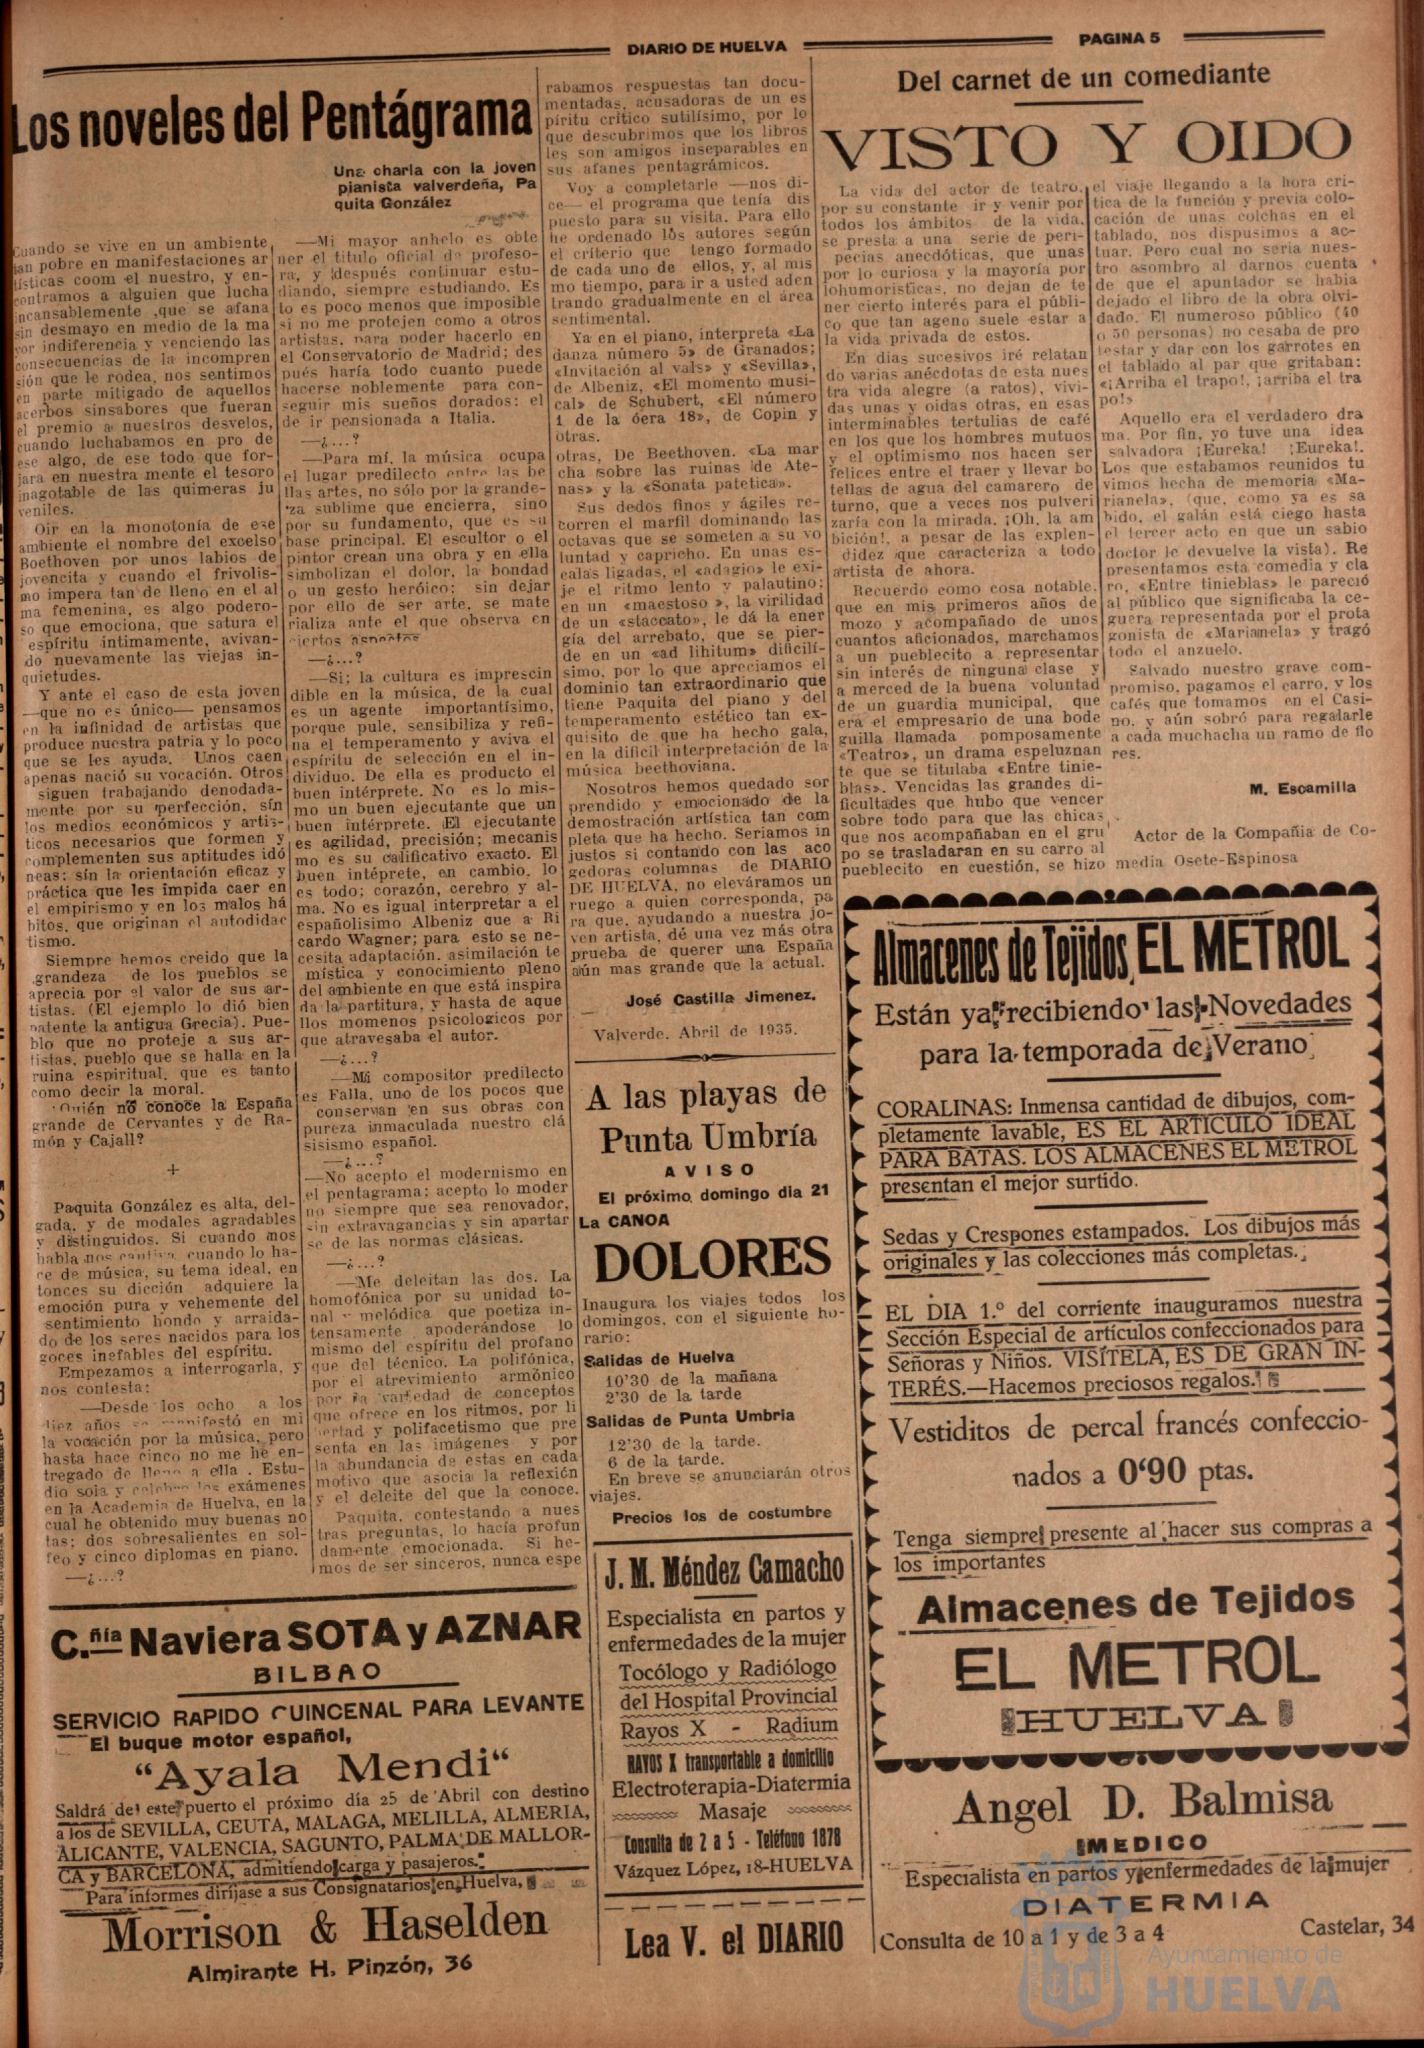 DIARIO DE HUELVA
PAGINA 5
Los noveles del Pentágrama
Una charla con la joven
pianista valverdeña, Pa
quita González
Cuando se vive en un ambiente
tan pobre en manifestaciones ar
tísticas coom el nuestro, y en-
contramos a alguien que lucha
incansablemente ,que se afana
sin desmayo en medio de la ma
yor indiferencia y venciendo las
consecuencias de la incompren
sión que le rodea, nos sentimos
en parte mitigado de aquellos
acerbos sinsabores que fueran
el premio a nuestros desvelos,
cuando luchabamos en pro de
ese algo, de ese todo que for-
jara en nuestra mente el tesoro
inagotable de las quimeras ju
veniles.
Oir en la monotonía de ese
ambiente el nombre del excelso
Beethoven por unos labios de
jovencita y cuando el frivolis-
mo impera tan de lleno en el al
ma femenina, es algo podero-
so que emociona, que satura el
espíritu íntimamente, avivan-
do nuevamente las viejas in-
quietudes.
Y ante el caso de esta joven
—que no es único— pensamos
en la infinidad de artistas que
produce nuestra patria y lo poco
que se les ayuda. Unos caen
apenas nació su vocación. Otros
siguen trabajando denodada-
mente por su perfección, sin
los medios económicos y artis-
ticos necesarios que formen y
complementen sus aptitudes idó
neas; sin la orientación eficaz y
práctica que les impida caer en
el empirismo y en los malos há
bitos, que originan el autodidac
tismo.
Siempre hemos creido que la
grandeza de los pueblos se
aprecia por el valor de sus ar-
tistas. (El ejemplo lo dió bien
patente la antigua Grecia). Pue-
blo que no proteje a sus ar-
tistas, pueblo que se halla en la
ruina espiritual, que es tanto
como decir la moral.
¿Quién no conoce la España
grande de Cervantes y de Ra-
món y Cajall?
+
Paquita González es alta, del-
gada, y de modales agradables
y distinguidos. Si cuando nos
habla nos cautiva, cuando lo ha-
ce de música, su tema ideal, en
tonces su dicción adquiere la
emoción pura y vehemente del
sentimiento hondo y arraida-
do de los seres nacidos para los
goces inefables del espíritu.
Empezamos a interrogarla, y
nos contesta:
—Desde los ocho a los
diez años se manifestó en mi
la vocación por la música, pero
hasta hace cinco no me he en-
tregado de lleno a ella . Estu-
dio sola y celebro los exámenes
en la Academia de Huelva, en la
cual he obtenido muy buenas no
tas; dos sobresalientes en sol-
feo y cinco diplomas en piano.
—¿...?
—Mi mayor anhelo es obte
ner el titulo oficial de profeso-
ra, y después continuar estu-
diando, siempre estudiando. Es
to es poco menos que imposible
si no me protejen como a otros
artistas, para poder hacerlo en
el Conservatorio de Madrid; des
pués haría todo cuanto puede
hacerse noblemente para con-
seguir mis sueños dorados: el
de ir pensionada a Italia.
—¿...?
—Para mí, la música ocupa
el lugar predilecto entre las be
llas artes, no sólo por la grande-
za sublime que encierra, sino
por su fundamento, que es su
base principal. El escultor o el
pintor crean una obra y en ella
simbolizan el dolor, la bondad
o un gesto heróico; sin dejar
por ello de ser arte, se mate
rializa ante el que observa en
ciertos aspectos
—¿...?
—Si; la cultura es imprescin
dible en la música, de la cual
es un agente importantísimo,
porque pule, sensibiliza y refi-
na el temperamento y aviva el
espíritu de selección en el in-
dividuo. De ella es producto el
buen intérprete. No es lo mis-
mo un buen ejecutante que un
buen intérprete. El ejecutante
es agilidad, precisión; mecanis
mo es su calificativo exacto. El
buen intéprete, en cambio, lo
es todo; corazón, cerebro y al-
ma. No es igual interpretar a el
españolisimo Albeniz que a Ri
cardo Wagner; para esto se ne-
cesita adaptación, asimilación te
mística y conocimiento pleno
del ambiente en que está inspira
da la partitura, y hasta de aque
llos momenos psicologicos por
que atravesaba el autor.
—¿...?
—Mi compositor predilecto
es Falla, uno de los pocos que
conservan en sus obras con
pureza inmaculada nuestro clá
sisismo español.
—¿...?
—No acepto el modernismo en
el pentagrama; acepto lo moder
no siempre que sea renovador,
sin extravagancias y sin apartar
se de las normas clásicas.
—¿...?
—Me deleitan las dos. La
homofónica por su unidad to-
nal y melódica que poetiza in-
tensamente apoderándose lo
mismo del espíritu del profano
que del técnico. La polifónica,
por el atrevimiento armónico
por la variedad de conceptos
que ofrece en los ritmos, por li
bertad y polifacetismo que pre
senta en las imágenes y por
la abundancia de estas en cada
motivo que asocia la reflexión
y el deleite del que la conoce.
Paquita, contestando a nues
tras preguntas, lo hacía profun
damente emocionada. Si he-
mos de ser sinceros, nunca espe
rabamos respuestas tan docu-
mentadas, acusadoras de un es
píritu crítico sutilísimo, por lo
que descubrimos que los libros
les son amigos inseparables en
sus afanes pentagrámicos.
Voy a completarle —nos di-
ce— el programa que tenía dis
puesto para su visita. Para ello
he ordenado los autores según
el criterio que tengo formado
de cada uno de ellos, y, al mis
mo tiempo, para ir a usted aden
trando gradualmente en el área
sentimental.
Ya en el piano, interpreta «La
danza número 5» de Granados;
«Invitación al vals» y «Sevilla»,
de Albeniz, «El momento musi-
cal» de Schubert, «El número
1 de la óera 18», de Copin y
otras.
otras, De Beethoven. «La mar
cha sobre las ruinas de Ate-
nas» y la «Sonata patetica».
Sus dedos finos y ágiles re-
corren el marfil dominando las
octavas que se someten a su vo
luntad y capricho. En unas es-
calas ligadas, el «adagio» le exi-
je el ritmo lento y palautino;
en un «maestoso », la virilidad
de un «staccato», le dá la ener
gía del arrebato, que se pier-
de en un «ad lihitum» dificilí-
simo, por lo que apreciamos el
dominio tan extraordinario que
tiene Paquita del piano y del
temperamento estético tan ex-
quisito de que ha hecho gala,
en la dificil interpretación de la
música beethoviana.
Nosotros hemos quedado sor
prendido y emocionado de la
demostración artística tan com
pleta que ha hecho. Seriamos in
justos si contando con las aco
gedoras columnas de DIARIO
DE HUELVA, no eleváramos un
ruego a quien corresponda, pa
ra que, ayudando a nuestra jo-
ven artista, dé una vez más otra
prueba de querer una España
aún mas grande que la actual.
José Castilla Jimenez.
Valverde. Abril de 1935.
A las playas de
Punta Umbría
AVISO
El próximo domingo dia 21
La CANOA
DOLORES
Inaugura los viajes todos los
domingos, con el siguiente ho-
rario:
Salidas de Huelva
10'30 de la mañana
2'30 de la tarde
Salidas de Punta Umbria
12'30 de la tarde.
6 de la tarde.
En breve se anunciarán otros
viajes.
Precios los de costumbre
Del carnet de un comediante
VISTO Y OIDO
La vida del actor de teatro,
por su constante ir y venir por
todos los ámbitos de la vida,
se presta a una serie de peri-
pecias anecdóticas, que unas
por lo curiosa y la mayoría por
lohumoristicas, no dejan de te
ner cierto interés para el públi-
co que tan ageno suele estar a
la vida privada de estos.
En días sucesivos iré relatan
do varias anécdotas de esta nues
tra vida alegre (a ratos), vivi-
das unas y oidas otras, en esas
interminables tertulias de café
en los que los hombres mutuos
y el optimismo nos hacen ser
felices entre el traer y llevar bo
tellas de agua del camarero de
turno, que a veces nos pulveri
zaría con la mirada. ¡Oh, la am
bición!, a pesar de las explen-
didez que caracteriza a todo
artista de ahora.
Recuerdo como cosa notable,
que en mis primeros años de
mozo y acompañado de unos
cuantos aficionados, marchamos
a un pueblecito a representar
sin interés de ninguna clase y
a merced de la buena voluntad
de un guardia municipal, que
era el empresario de una bode
guilla llamada pomposamente
«Teatro», un drama espeluznan
te que se titulaba «Entre tinie-
blas». Vencidas las grandes di-
ficultades que hubo que vencer
sobre todo para que las chicas
que nos acompañaban en el gru
po se trasladaran en su carro al
pueblecito en cuestión, se hizo
el viaje llegando a la hora crí-
tica de la función y previa colo-
cación de unas colchas en el
tablado, nos dispusimos a ac-
tuar. Pero cual no sería nues-
tro asombro al darnos cuenta
de que el apuntador se había
dejado el libro de la obra olvi-
dado. El numeroso público (40
o 50 personas) no cesaba de pro
testar y dar con los garrotes en
el tablado al par que gritaban:
«¡Arriba el trapo!, ¡arriba el tra
po!»
Aquello era el verdadero dra
ma. Por fin, yo tuve una idea
salvadora ¡Eureka! ¡Eureka!.
Los que estabamos reunidos tu
vimos hecha de memoria «Ma-
rianela», (que, como ya es sa
bido, el galán está ciego hasta
el tercer acto en que un sabio
doctor le devuelve la vista). Re
presentamos esta comedia y cla
ro, «Entre tinieblas» le pareció
al público que significaba la ce-
guera representada por el prota
gonista de «Marianela» y tragó
todo el anzuelo.
Salvado nuestro grave com-
promiso, pagamos el carro, y los
cafés que tomamos en el Casi-
no, y aún sobró para regalarle
a cada muchacha un ramo de flo
res.
M. Escamilla
Actor de la Compañia de Co-
media Osete-Espinosa
Almacenes de Tejidos EL METROL
Están ya recibiendo las Novedades
para la temporada de Verano
CORALINAS: Inmensa cantidad de dibujos, com-
pletamente lavable, ES EL ARTICULO IDEAL
PARA BATAS. LOS ALMACENES EL METROL
presentan el mejor surtido.
Sedas y Crespones estampados. Los dibujos más
originales y las colecciones más completas.
EL DIA 1.º del corriente inauguramos nuestra
Sección Especial de artículos confeccionados para
Señoras y Niños. VISÍTELA, ES DE GRAN IN-
TERÉS.—Hacemos preciosos regalos.
Vestiditos de percal francés confeccio-
nados a 0'90 ptas.
Tenga siempre presente al hacer sus compras a
los importantes
Almacenes de Tejidos
EL METROL
HUELVA
C.ñia Naviera SOTA y AZNAR
BILBAO
SERVICIO RAPIDO QUINCENAL PARA LEVANTE
El buque motor español,
"Ayala Mendi"
Saldrá de este puerto el próximo día 25 de Abril con destino
a los de SEVILLA, CEUTA, MALAGA, MELILLA, ALMERIA,
ALICANTE, VALENCIA, SAGUNTO, PALMA DE MALLOR-
CA y BARCELONA, admitiendo carga y pasajeros.
Para informes diríjase a sus Consignatarios en Huelva,
Morrison & Haselden
Almirante H. Pinzón, 36
J. M. Méndez Camacho
Especialista en partos y
enfermedades de la mujer
Tocólogo y Radiólogo
del Hospital Provincial
Rayos X - Radium
RAYOS X transportable a domicilio
Electroterapia-Diatermia
Masaje
Consulta de 2 a 5 - Teléfono 1878
Vázquez López, 18-HUELVA
Lea V. el DIARIO
Angel D. Balmisa
MEDICO
Especialista en partos y enfermedades de la mujer
DIATERMIA
Consulta de 10 a 1 y de 3 a 4
Castelar, 34
Ayuntamiento de
HUELVA